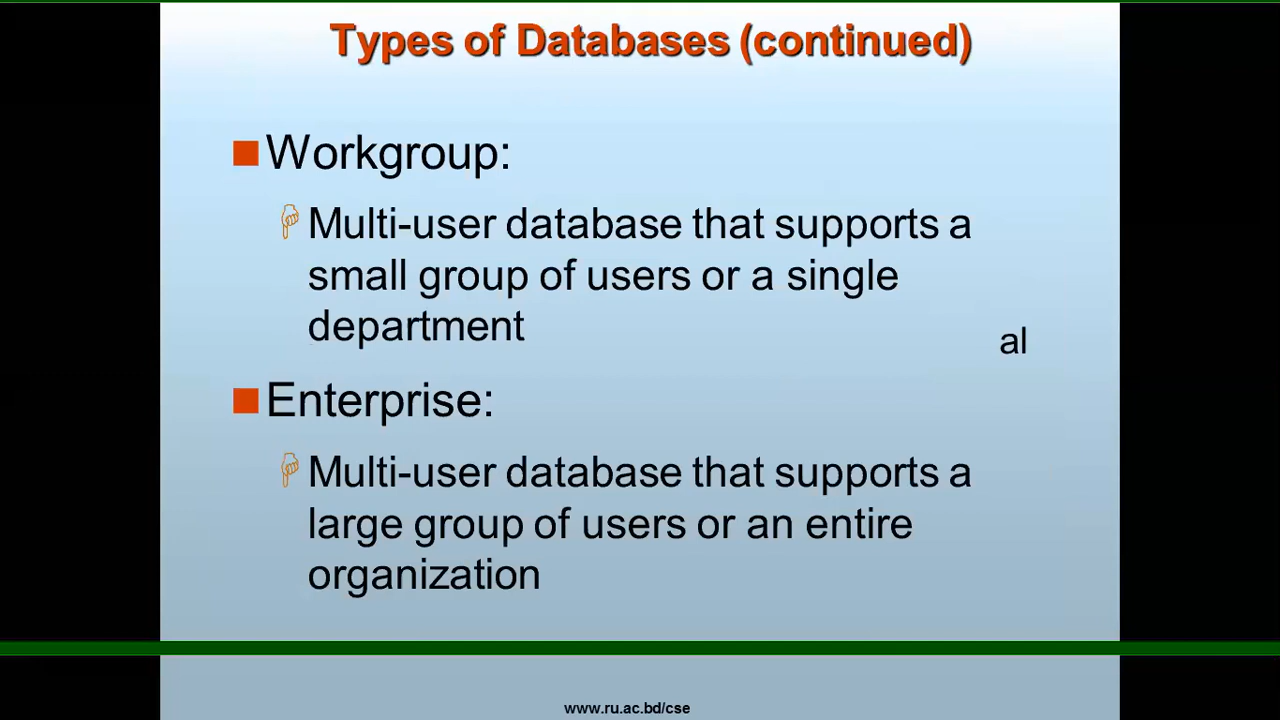 Types of Databases (continued)
Workgroup:
Multi-user database that supports a
small group of users or a single
department
al
Enterprise:
Multi-user database that supports a
large group of users or an entire
organization
www.ru.ac.bd/cse